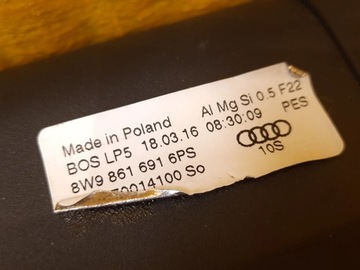 Made in Poland Al Mg Si 0.5 F22
BOS LP5 18.03.16 08:30:09 PES
8W9 861 691 6PS 10S
70014100 So